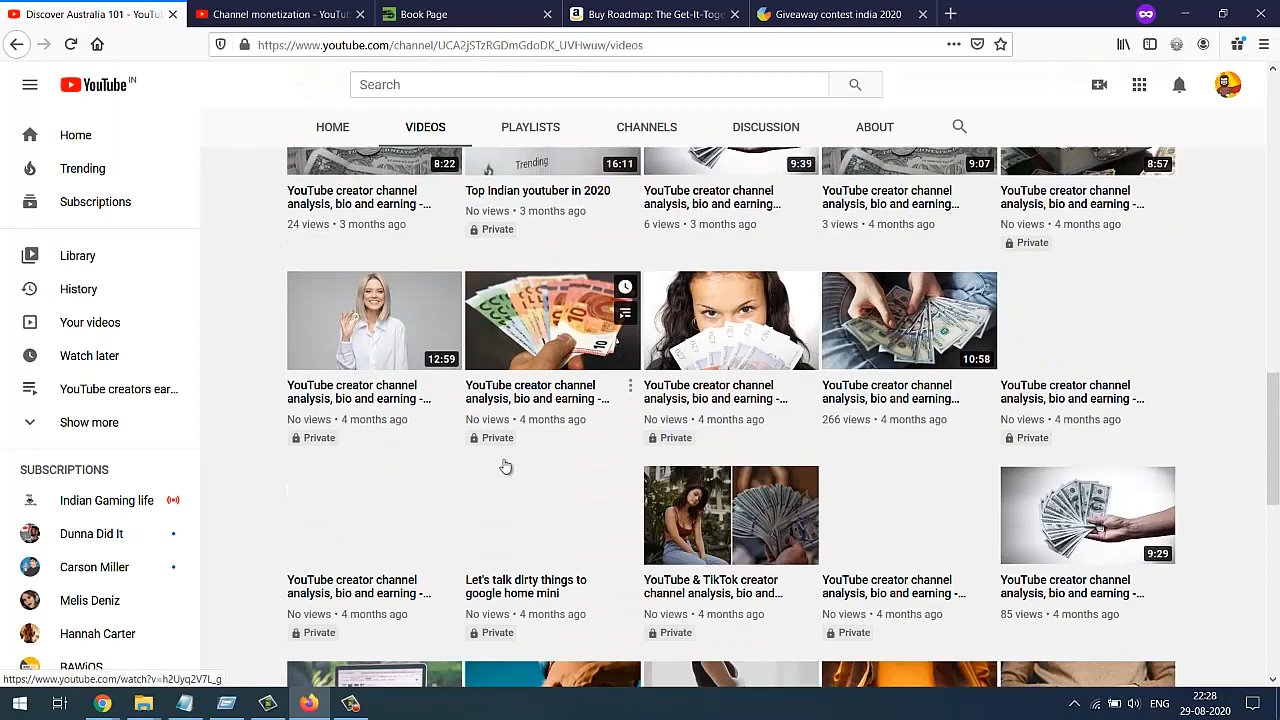 Discover Australia 101 - YouTu
Channel monetization - YouTub
Book Page
Buy Roadmap: The Get-It-Toge
Giveaway contest india 20
https://www.youtube.com/channel/UCA2jSTzRGDmGdoDK_UVHwuw/videos
YouTube IN
Search
HOME
VIDEOS
PLAYLISTS
CHANNELS
DISCUSSION
ABOUT
Home
Trending
Subscriptions
Library
History
Your videos
Watch later
YouTube creators ear...
Show more
SUBSCRIPTIONS
Indian Gaming life
Dunna Did It
Carson Miller
Melis Deniz
Hannah Carter
BAWiOS
8:22
Trending
16:11
9:39
9:07
8:57
YouTube creator channel
analysis, bio and earning -...
24 views • 3 months ago
Top Indian youtuber in 2020
No views • 3 months ago
Private
YouTube creator channel
analysis, bio and earning...
6 views • 3 months ago
YouTube creator channel
analysis, bio and earning...
3 views • 4 months ago
YouTube creator channel
analysis, bio and earning -...
No views • 4 months ago
Private
12:59
10
10:58
YouTube creator channel
analysis, bio and earning -...
No views • 4 months ago
Private
YouTube creator channel
analysis, bio and earning -...
No views • 4 months ago
Private
YouTube creator channel
analysis, bio and earning -...
No views • 4 months ago
Private
YouTube creator channel
analysis, bio and earning...
266 views • 4 months ago
YouTube creator channel
analysis, bio and earning -...
No views • 4 months ago
Private
9:29
YouTube creator channel
analysis, bio and earning -...
No views • 4 months ago
Private
Let's talk dirty things to
google home mini
No views • 4 months ago
Private
YouTube & TikTok creator
channel analysis, bio and...
No views • 4 months ago
Private
YouTube creator channel
analysis, bio and earning -...
No views • 4 months ago
Private
YouTube creator channel
analysis, bio and earning -...
85 views • 4 months ago
https://www.youtube.com/watch?v=h2Uyq2V7L_g
ENG
22:28
29-08-2020